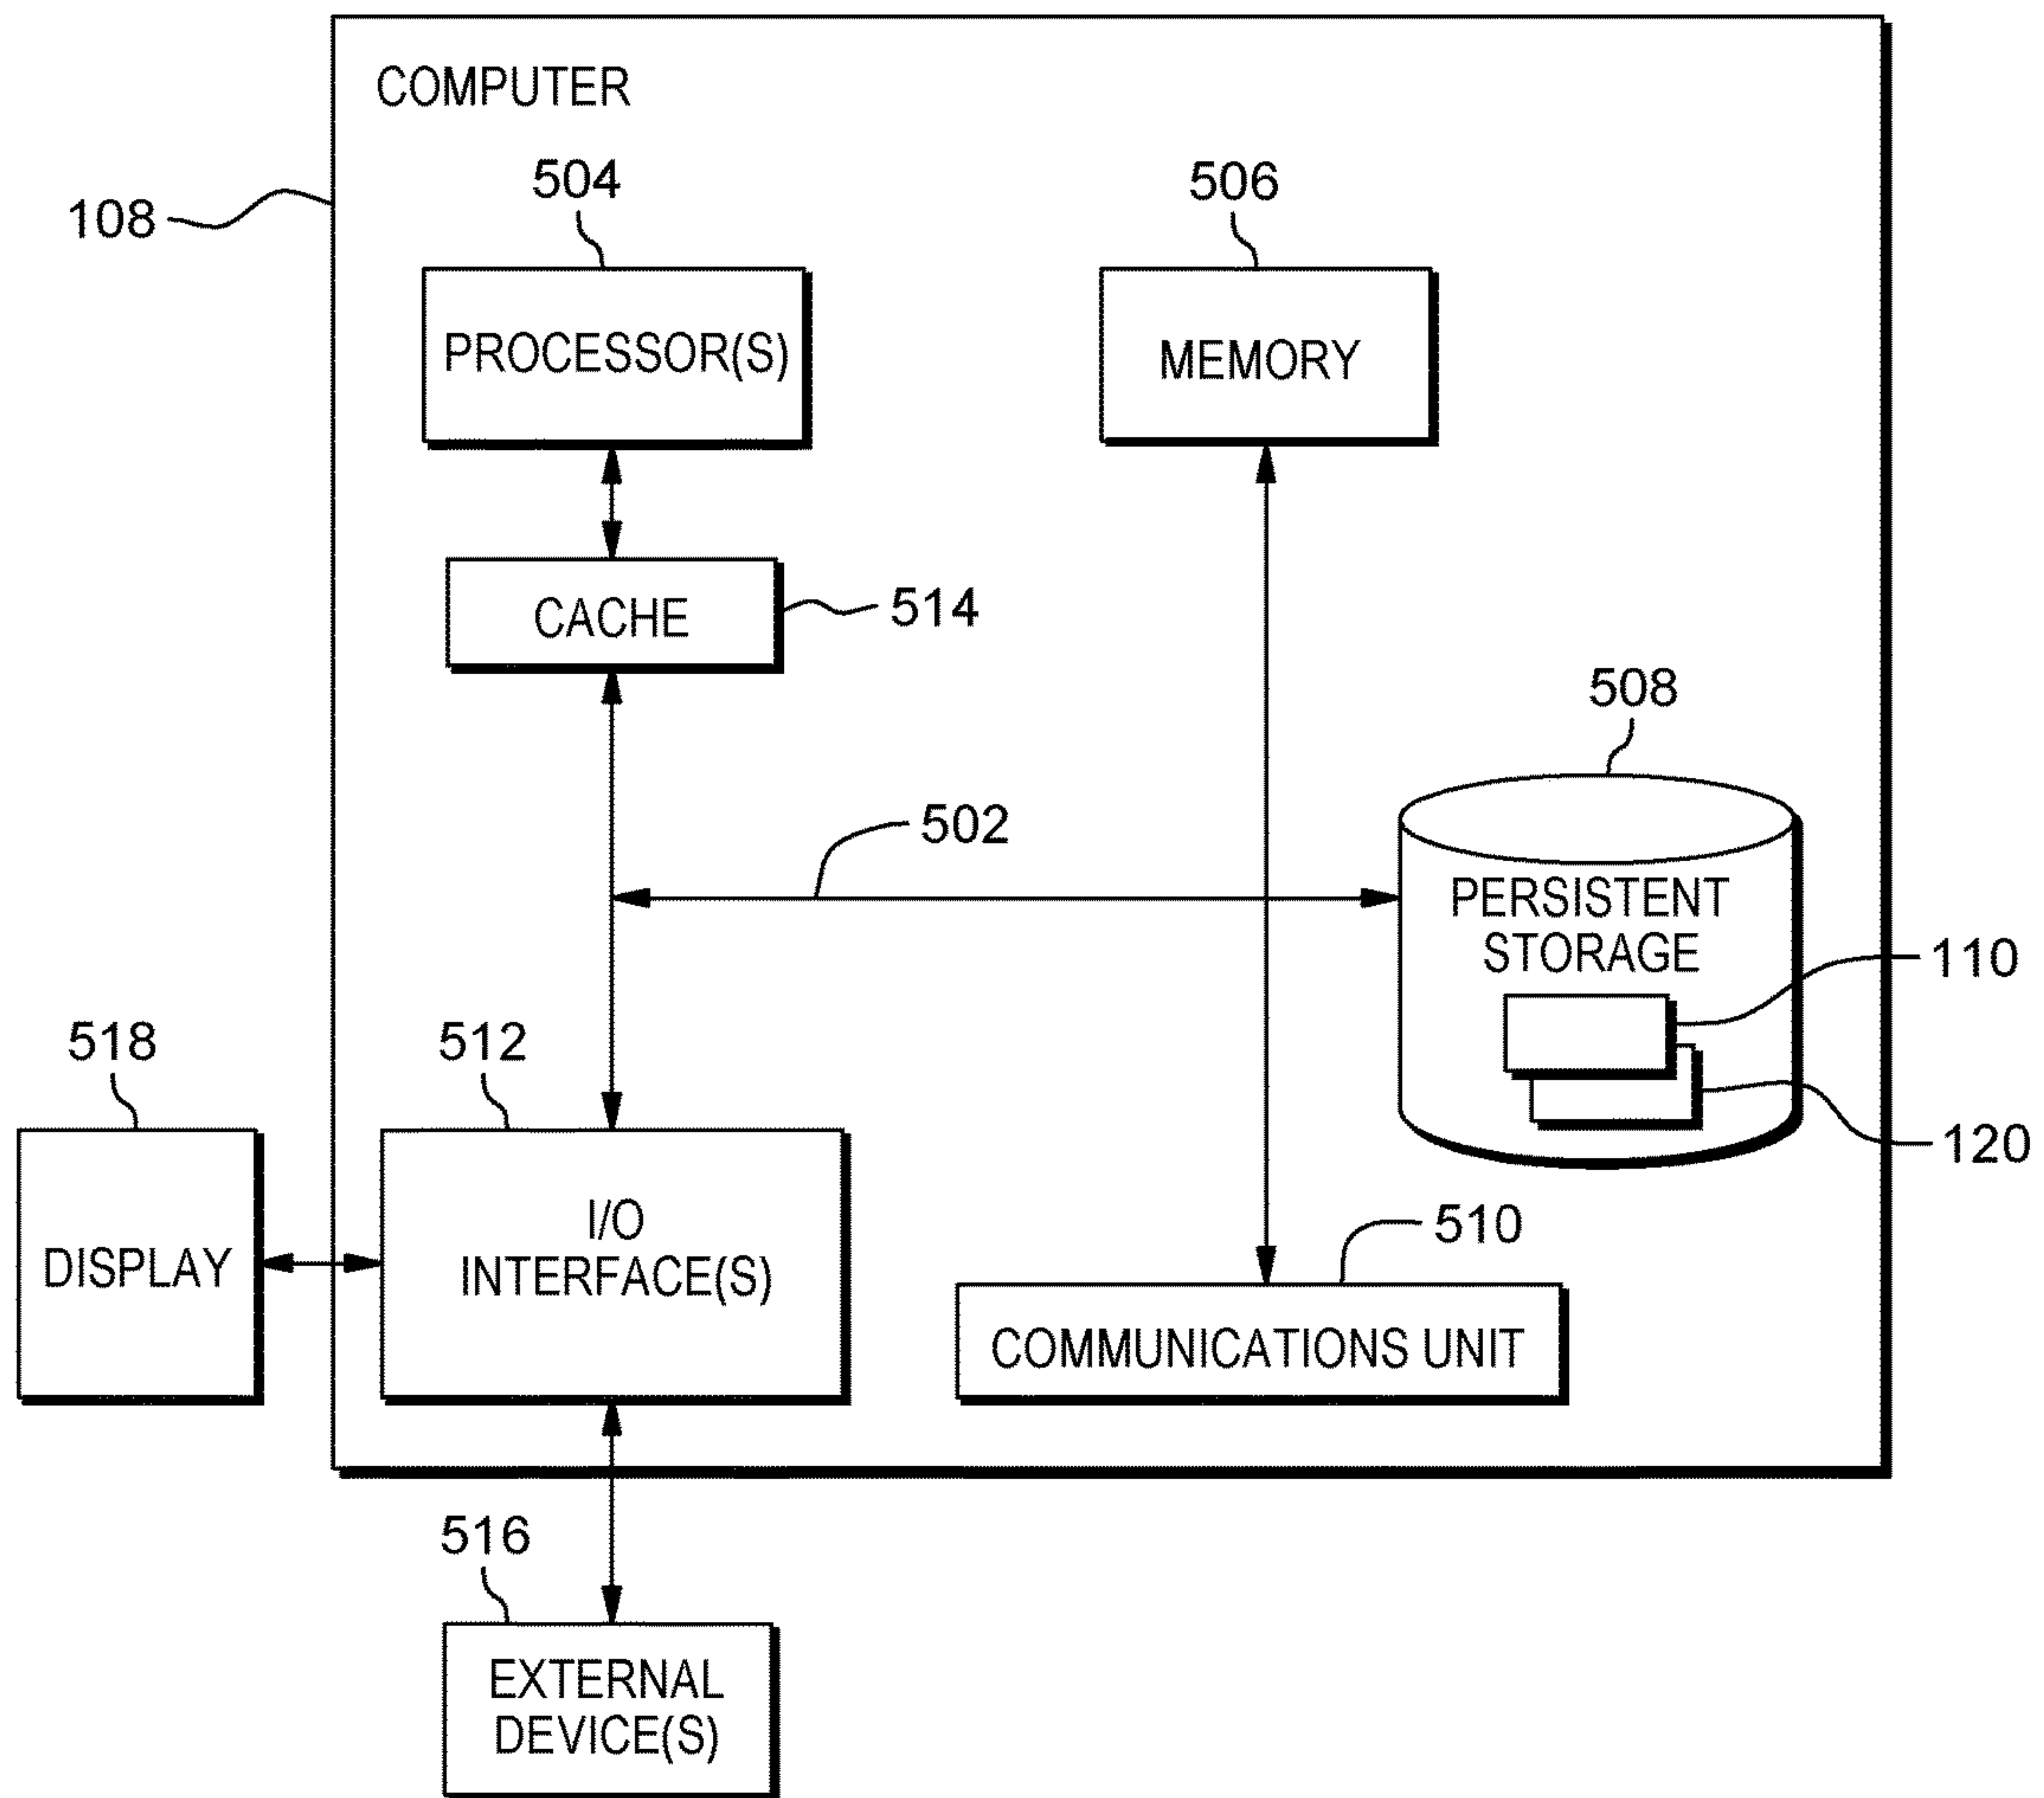 COMPUTER
108
504
506
PROCESSOR(S)
MEMORY
CACHE
514
508
502
PERSISTENT
STORAGE
110
120
518
512
DISPLAY
I/O
INTERFACE(S)
510
COMMUNICATIONS UNIT
516
EXTERNAL
DEVICE(S)